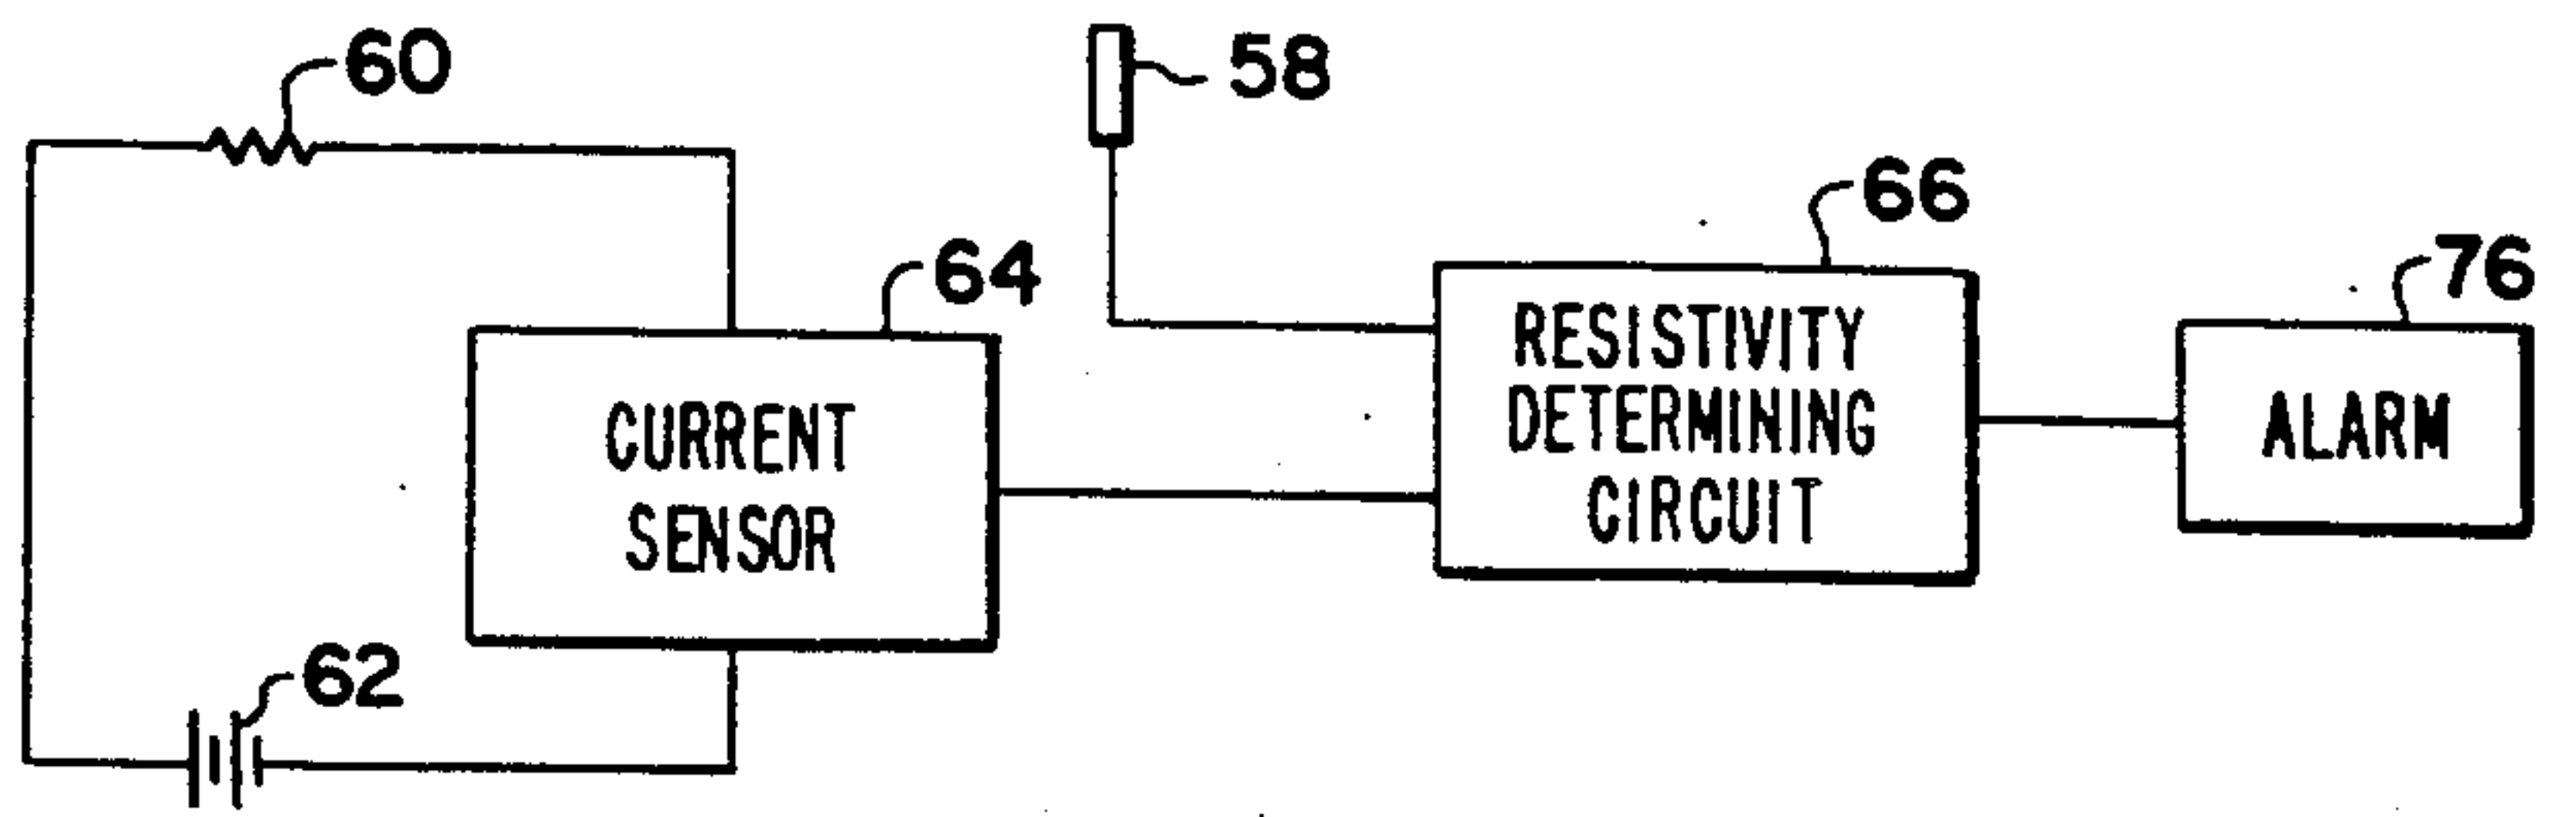 60
58
66
64
76
RESISTIVITY
DETERMINING
CIRCUIT
ALARM
CURRENT
SENSOR
62